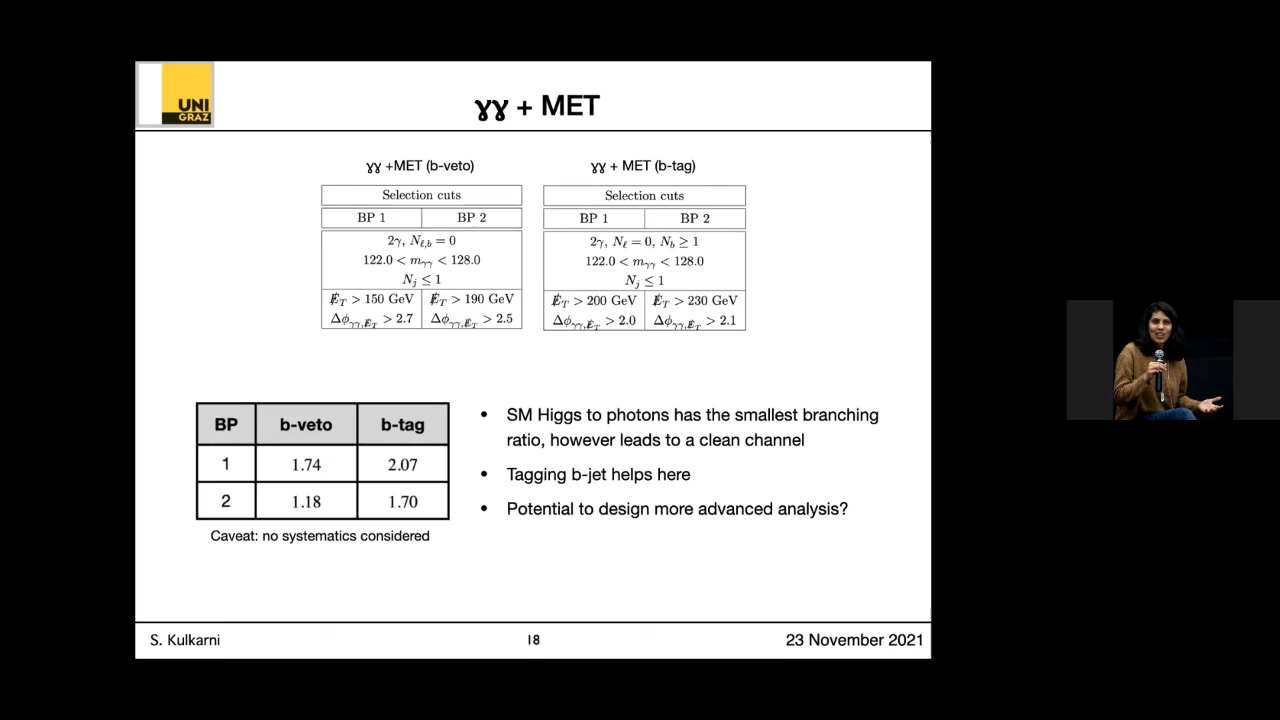 UNI
GRAZ
γγ + MET
γγ +MET (b-veto)
Selection cuts
BP 1 BP 2
2γ, N_{ℓ,b} = 0
122.0 < m_{γγ} < 128.0
N_j ≤ 1
E̸_T > 150 GeV E̸_T > 190 GeV
Δϕ_{γγ,E̸_T} > 2.7 Δϕ_{γγ,E̸_T} > 2.5
γγ + MET (b-tag)
Selection cuts
BP 1 BP 2
2γ, N_ℓ = 0, N_b ≥ 1
122.0 < m_{γγ} < 128.0
N_j ≤ 1
E̸_T > 200 GeV E̸_T > 230 GeV
Δϕ_{γγ,E̸_T} > 2.0 Δϕ_{γγ,E̸_T} > 2.1
BP b-veto b-tag
1 1.74 2.07
2 1.18 1.70
Caveat: no systematics considered
• SM Higgs to photons has the smallest branching
ratio, however leads to a clean channel
• Tagging b-jet helps here
• Potential to design more advanced analysis?
S. Kulkarni 18 23 November 2021